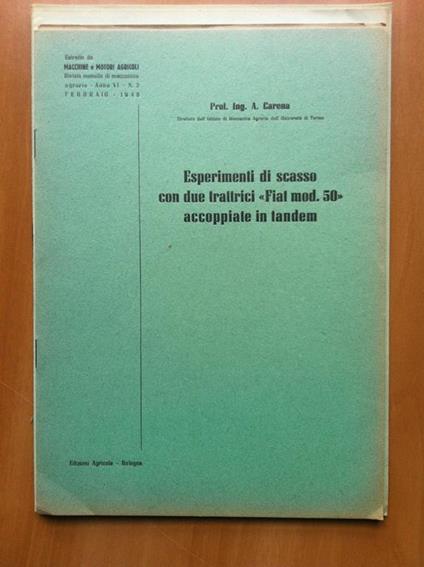 Estratto da
MACCHINE e MOTORI AGRICOLI
Rivista mensile di meccanica
agraria - Anno VI - N. 2
FEBBRAIO - 1948
Prof. Ing. A. Carena
Direttore dell'Istituto di Meccanica Agraria dell'Università di Torino
Esperimenti di scasso
con due trattrici «Fiat mod. 50»
accoppiate in tandem
Edizioni Agricole - Bologna